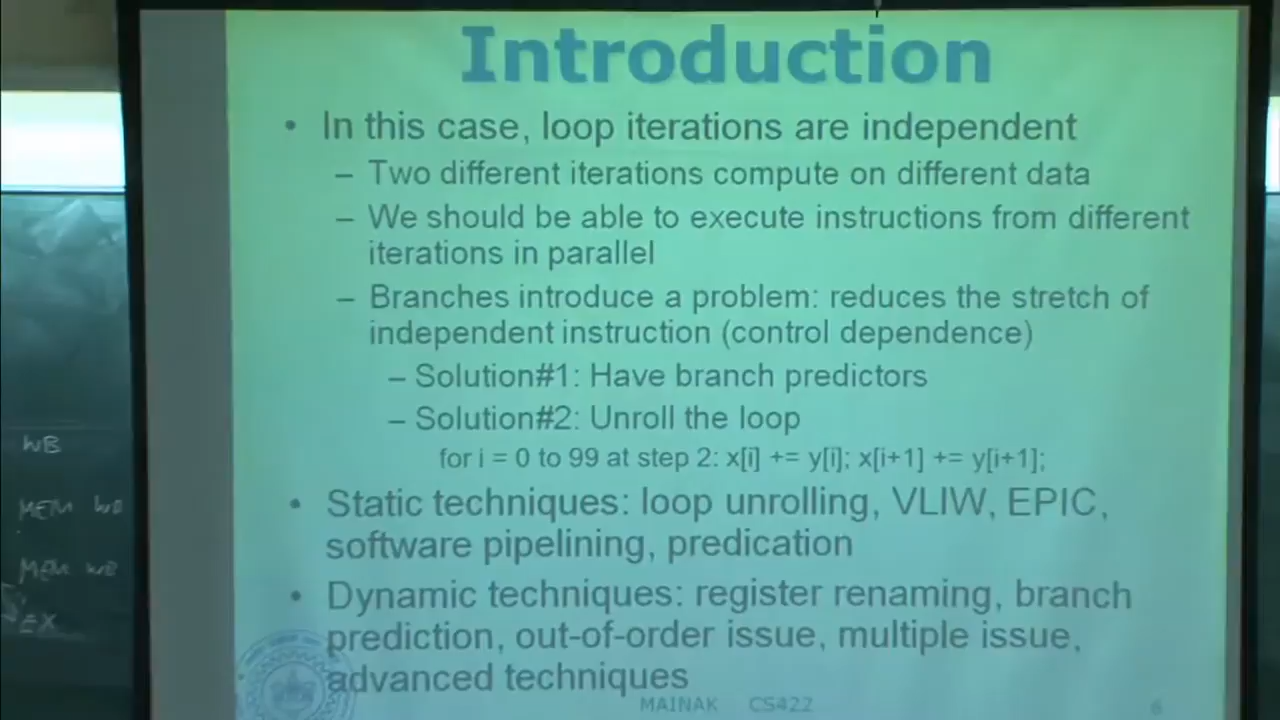 Introduction
• In this case, loop iterations are independent
– Two different iterations compute on different data
– We should be able to execute instructions from different
iterations in parallel
– Branches introduce a problem: reduces the stretch of
independent instruction (control dependence)
– Solution#1: Have branch predictors
– Solution#2: Unroll the loop
for i = 0 to 99 at step 2: x[i] += y[i]; x[i+1] += y[i+1];
• Static techniques: loop unrolling, VLIW, EPIC,
software pipelining, predication
• Dynamic techniques: register renaming, branch
prediction, out-of-order issue, multiple issue,
advanced techniques
MAINAK CS422
6
WB
MEM WB
MEM WB
EX